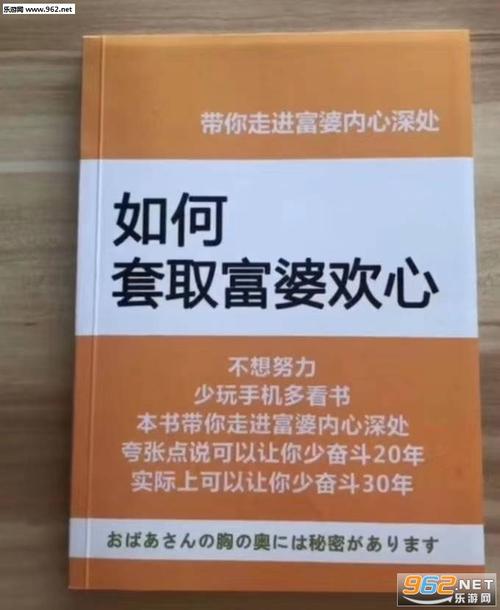 乐游网 www.962.net
带你走进富婆内心深处
如何
套取富婆欢心
不想努力
少玩手机多看书
本书带你走进富婆内心深处
夸张点说可以让你少奋斗20年
实际上可以让你少奋斗30年
おばあさんの胸の奥には秘密があります
962.NET
乐游网